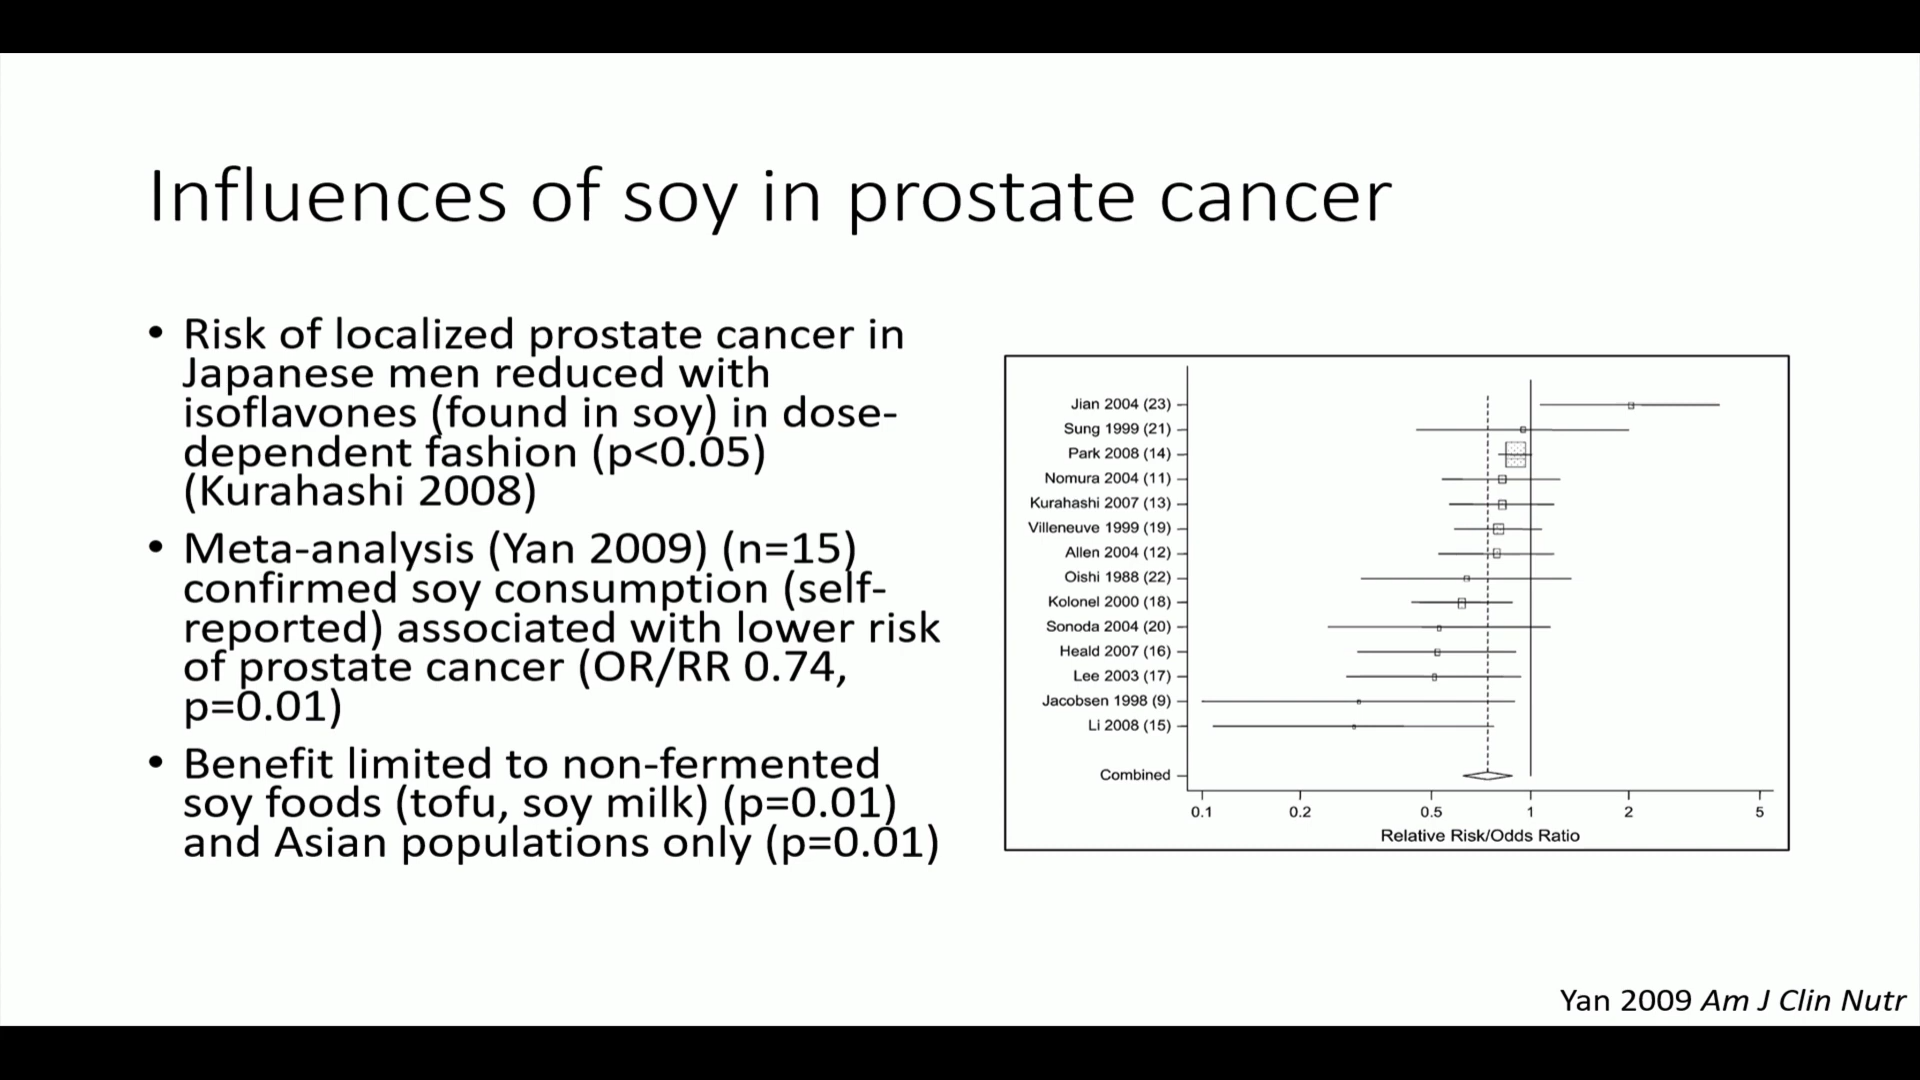 Influences of soy in prostate cancer
• Risk of localized prostate cancer in
Japanese men reduced with
isoflavones (found in soy) in dose-
dependent fashion (p<0.05)
(Kurahashi 2008)
• Meta-analysis (Yan 2009) (n=15)
confirmed soy consumption (self-
reported) associated with lower risk
of prostate cancer (OR/RR 0.74,
p=0.01)
• Benefit limited to non-fermented
soy foods (tofu, soy milk) (p=0.01)
and Asian populations only (p=0.01)
Jian 2004 (23)
Sung 1999 (21)
Park 2008 (14)
Nomura 2004 (11)
Kurahashi 2007 (13)
Villeneuve 1999 (19)
Allen 2004 (12)
Oishi 1988 (22)
Kolonel 2000 (18)
Sonoda 2004 (20)
Heald 2007 (16)
Lee 2003 (17)
Jacobsen 1998 (9)
Li 2008 (15)
Combined
0.1 0.2 0.5 1 2 5
Relative Risk/Odds Ratio
Yan 2009 Am J Clin Nutr